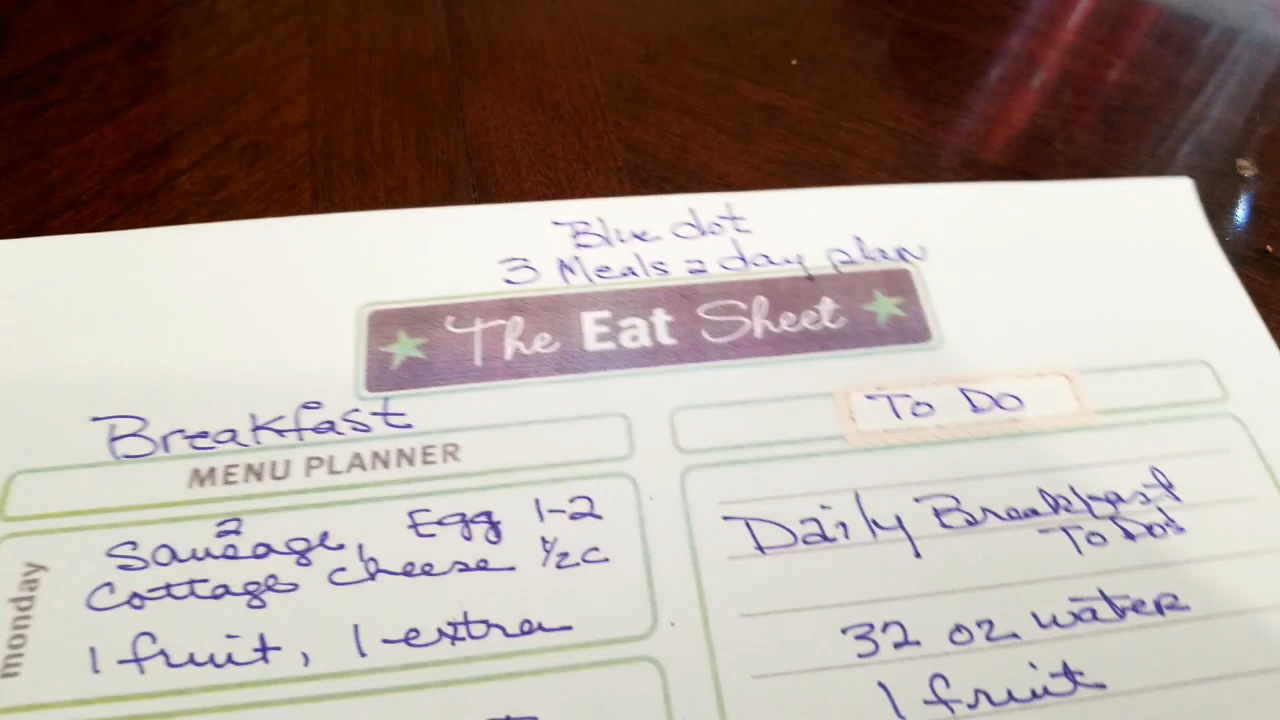 Blue dot
3 Meals a day plan
The Eat Sheet
Breakfast
MENU PLANNER
monday
2
Sausage, Egg 1-2
Cottage cheese 1/2 c
1 fruit, 1 extra
To Do
Daily Breakfast
To Do's
32 oz water
1 fruit